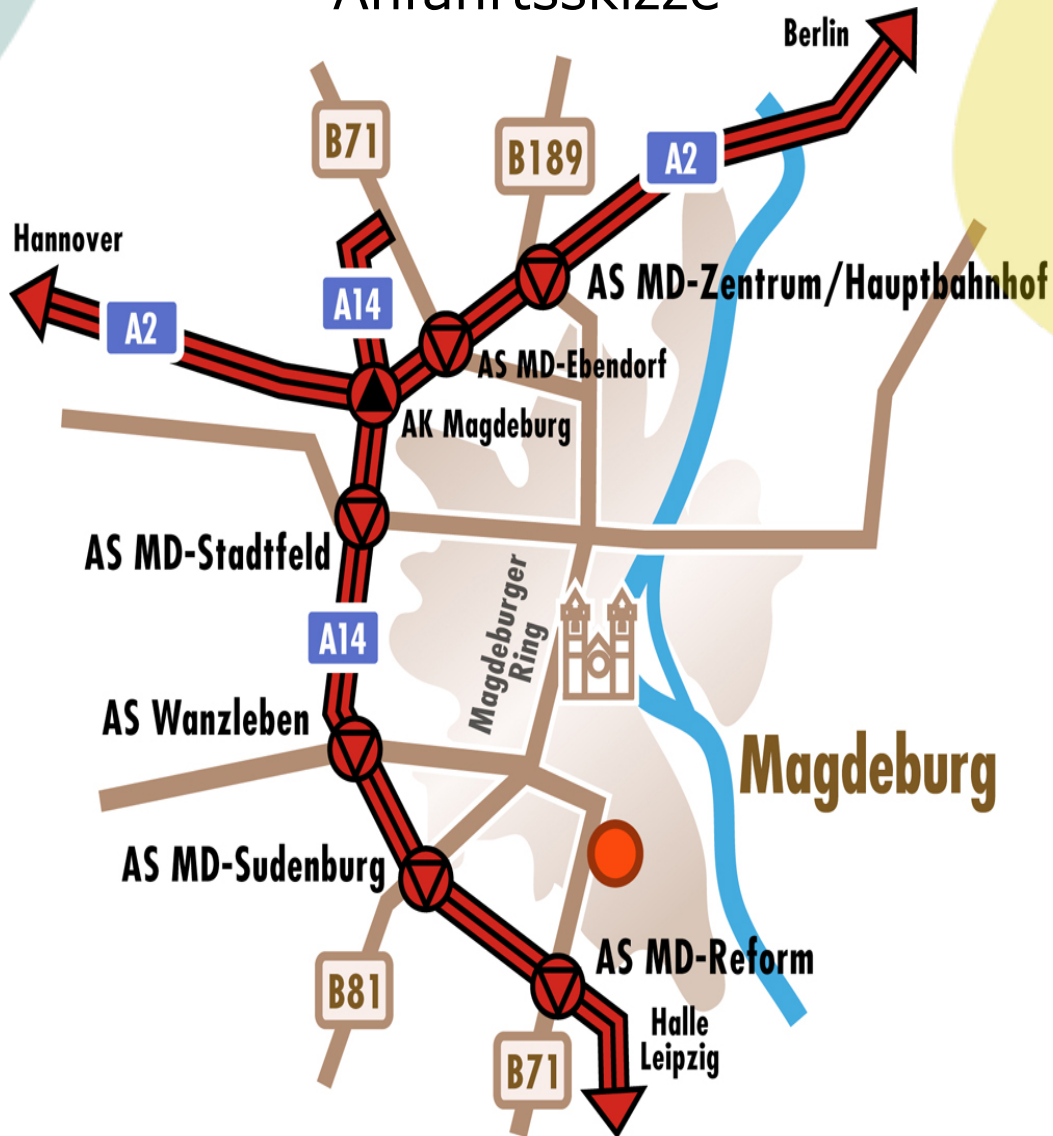 Anfahrtsskizze
Berlin
B71
B189
A2
Hannover
AS MD-Zentrum/Hauptbahnhof
A14
A2
AS MD-Ebendorf
AK Magdeburg
AS MD-Stadtfeld
Magdeburger
Ring
A14
AS Wanzleben
Magdeburg
AS MD-Sudenburg
AS MD-Reform
B81
Halle
Leipzig
B71